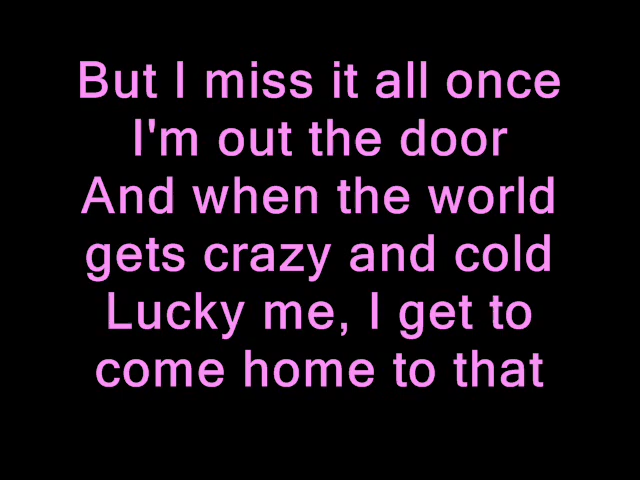 But I miss it all once
I'm out the door
And when the world
gets crazy and cold
Lucky me, I get to
come home to that